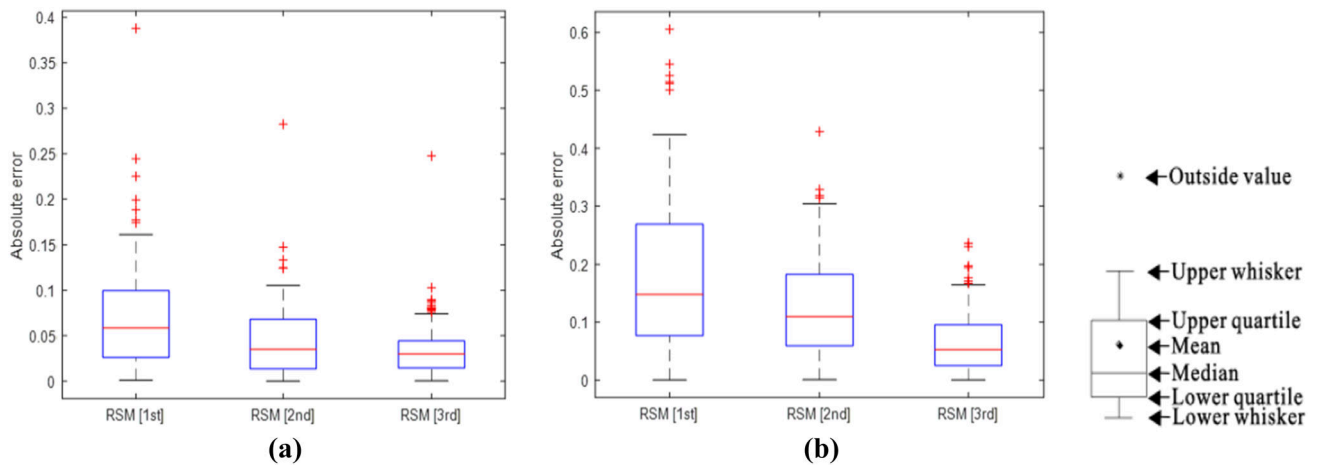 0.4
0.35
0.3
0.25
0.2
0.15
0.1
0.05
0
Absolute error
RSM [1st] RSM [2nd] RSM [3rd]
(a)
0.6
0.5
0.4
0.3
0.2
0.1
0
Absolute error
RSM [1st] RSM [2nd] RSM [3rd]
(b)
Outside value
Upper whisker
Upper quartile
Mean
Median
Lower quartile
Lower whisker